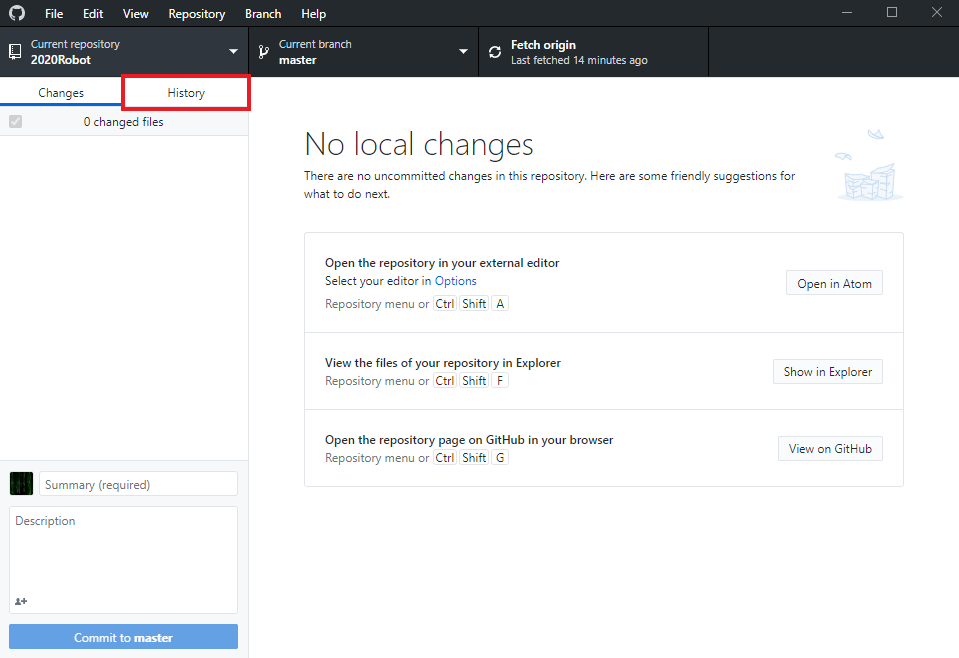 File Edit View Repository Branch Help
Current repository
2020Robot
Current branch
master
Fetch origin
Last fetched 14 minutes ago
Changes
History
0 changed files
No local changes
There are no uncommitted changes in this repository. Here are some friendly suggestions for
what to do next.
Open the repository in your external editor
Select your editor in Options
Repository menu or Ctrl Shift A
Open in Atom
View the files of your repository in Explorer
Repository menu or Ctrl Shift F
Show in Explorer
Open the repository page on GitHub in your browser
Repository menu or Ctrl Shift G
View on GitHub
Summary (required)
Description
Commit to master